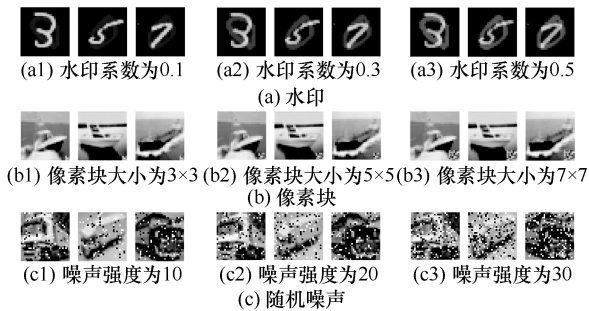 (a1) 水印系数为0.1 (a2) 水印系数为0.3 (a3) 水印系数为0.5
(a) 水印
(b1) 像素块大小为3×3 (b2) 像素块大小为5×5 (b3) 像素块大小为7×7
(b) 像素块
(c1) 噪声强度为10 (c2) 噪声强度为20 (c3) 噪声强度为30
(c) 随机噪声